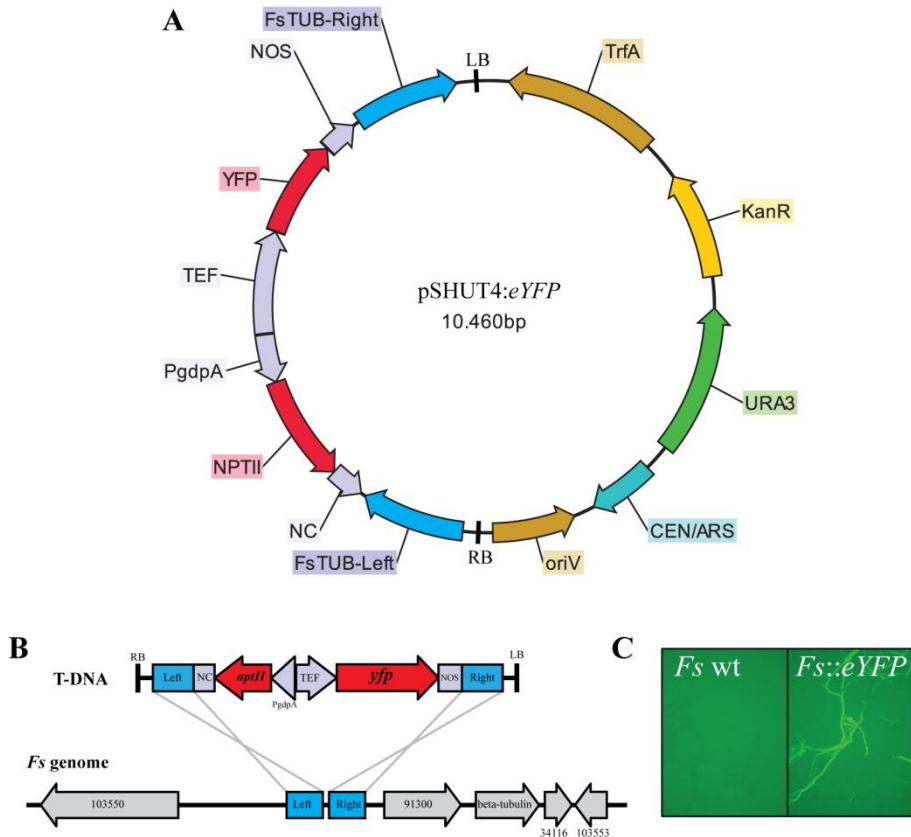 A
FsTUB-Right
NOS
LB
TrfA
YFP
KanR
TEF
pSHUT4:eYFP
10.460bp
PgdpA
URA3
NPTII
NC
CEN/ARS
FsTUB-Left
RB
oriV
B
RB
LB
T-DNA
Left
NC
nptII
TEF
yfp
NOS
Right
PgdpA
Fs genome
103550
Left
Right
91300
beta-tubulin
34116
103553
C
Fs wt
Fs::eYFP